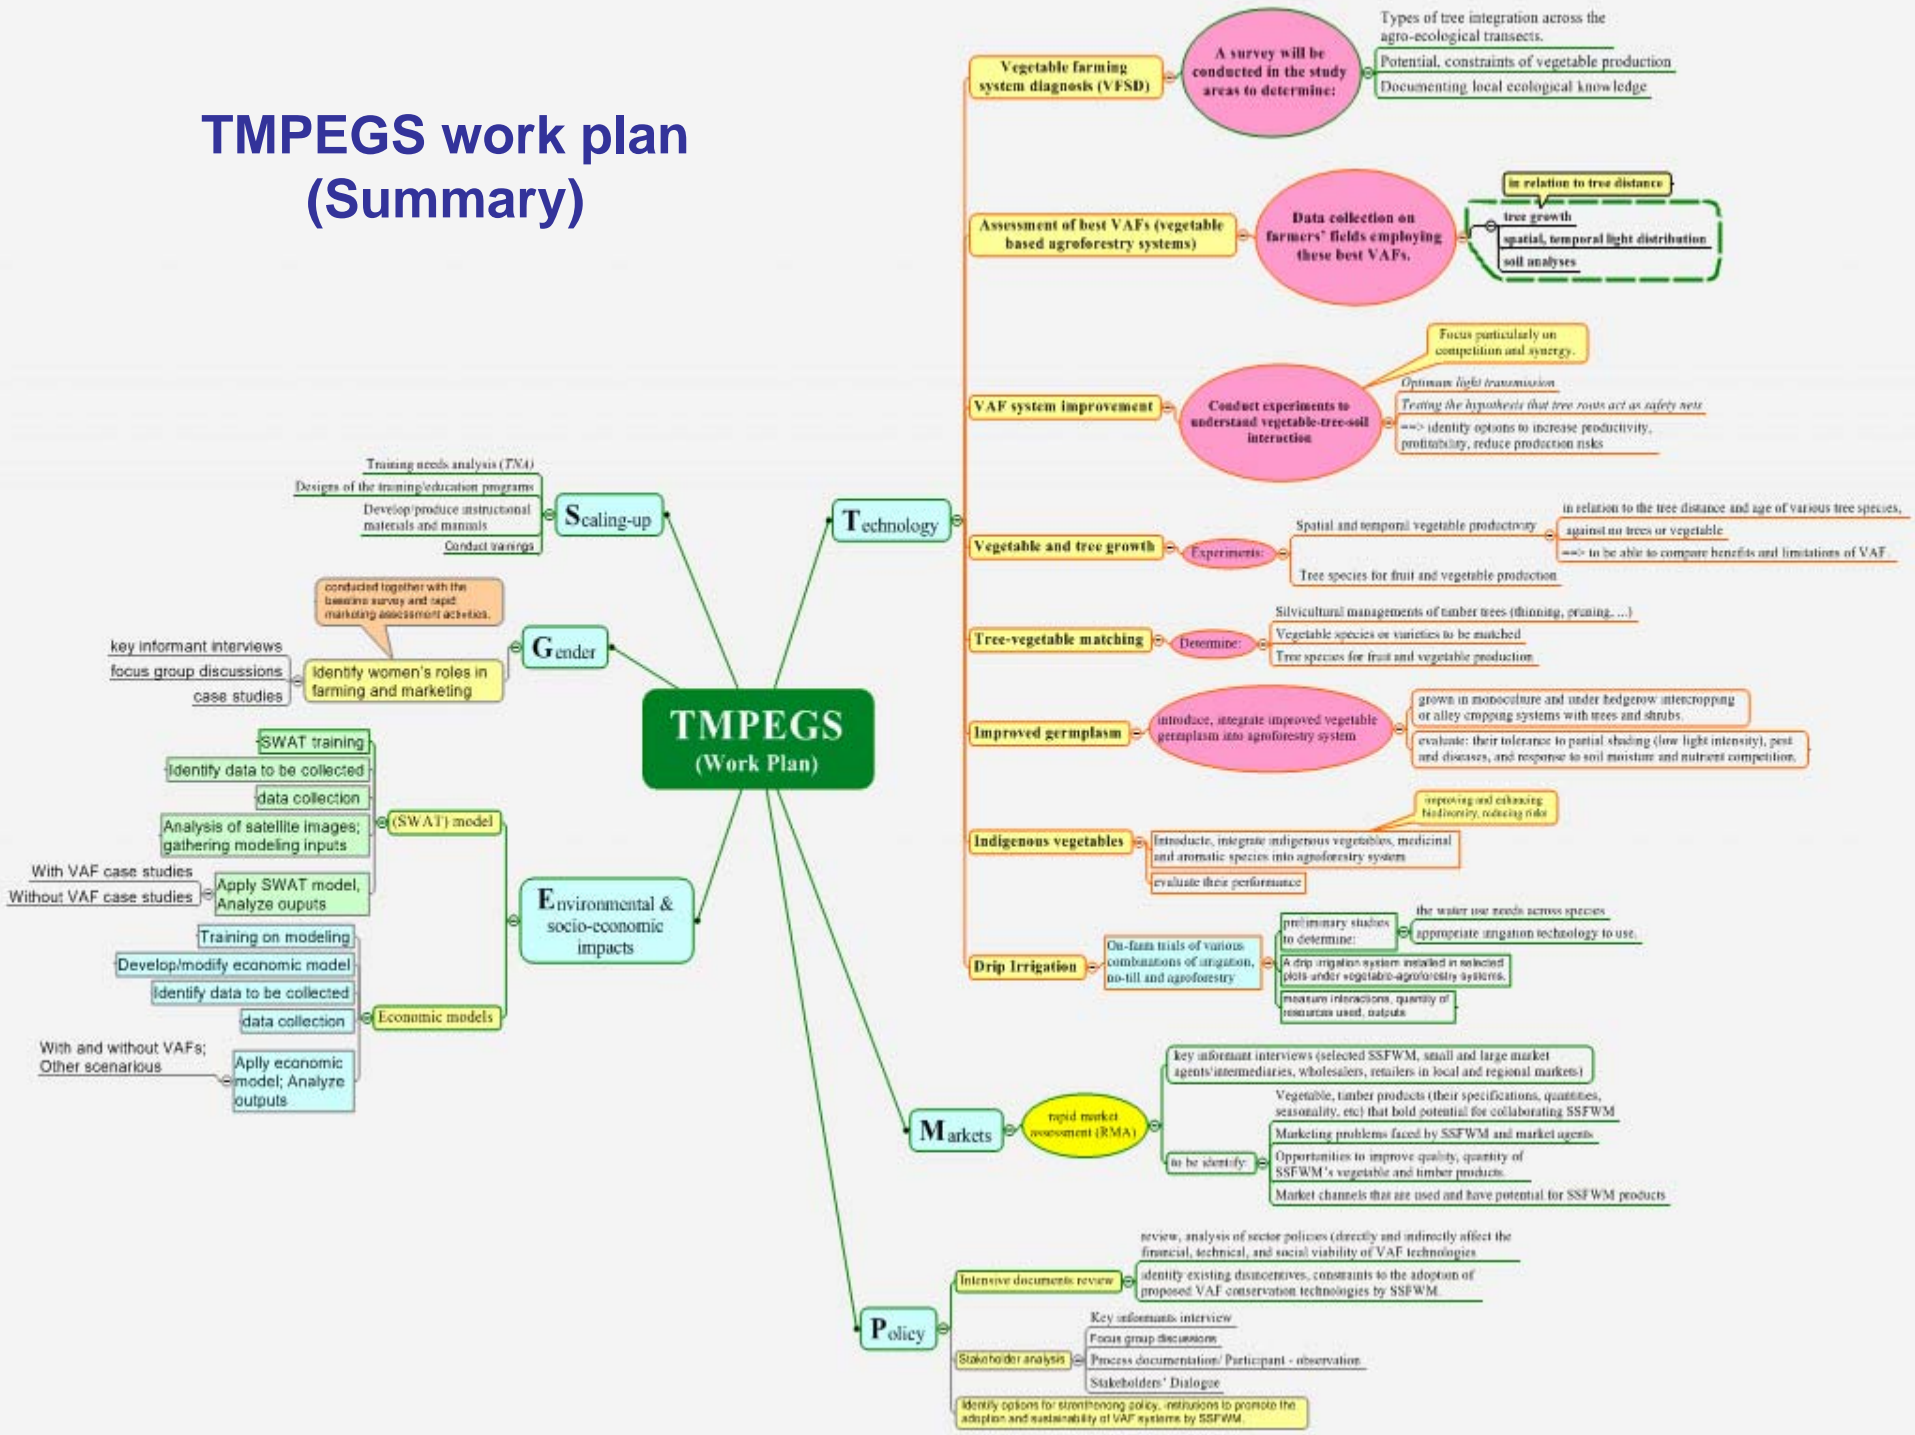 TMPEGS work plan
(Summary)
TMPEGS
(Work Plan)
Technology
Vegetable farming
system diagnosis (VFSD)
A survey will be
conducted in the study
areas to determine:
Types of tree integration across the
agro-ecological transects.
Potential, constraints of vegetable production
Documenting local ecological knowledge
Assessment of best VAFs (vegetable
based agroforestry systems)
Data collection on
farmers' fields employing
these best VAFs.
in relation to tree distance
tree growth
spatial, temporal light distribution
soil analyses
VAF system improvement
Conduct experiments to
understand vegetable-tree-soil
interaction
Focus particularly on
competition and synergy.
Optimum light transmission
Testing the hypothesis that tree roots act as safety nets
==> identify options to increase productivity,
profitability, reduce production risks
Vegetable and tree growth
Experiments:
Spatial and temporal vegetable productivity
in relation to the tree distance and age of various tree species,
against no trees or vegetable
==> to be able to compare benefits and limitations of VAF.
Tree species for fruit and vegetable production
Tree-vegetable matching
Determine:
Silvicultural managements of timber trees (thinning, pruning, ...)
Vegetable species or varieties to be matched
Tree species for fruit and vegetable production
Improved germplasm
introduce, integrate improved vegetable
germplasm into agroforestry system
grown in monoculture and under hedgerow intercropping
or alley cropping systems with trees and shrubs.
evaluate: their tolerance to partial shading (low light intensity), pest
and diseases, and response to soil moisture and nutrient competition.
Indigenous vegetables
improving and enhancing
biodiversity, reducing risks
Introducte, integrate indigenous vegetables, medicinal
and aromatic species into agroforestry system
evaluate their performance
Drip Irrigation
On-farm trials of various
combinations of irrigation,
no-till and agroforestry
preliminary studies
to determine:
the water use needs across species
appropriate irrigation technology to use.
A drip irrigation system installed in selected
plots under vegetable-agroforestry systems.
measure interactions, quantity of
resources used, outputs
Markets
rapid market
assessment (RMA)
key informant interviews (selected SSFWM, small and large market
agents/intermediaries, wholesalers, retailers in local and regional markets)
to be identify:
Vegetable, timber products (their specifications, quantities,
seasonality, etc) that hold potential for collaborating SSFWM
Marketing problems faced by SSFWM and market agents
Opportunities to improve quality, quantity of
SSFWM's vegetable and timber products.
Market channels that are used and have potential for SSFWM products
Policy
Intensive documents review
review, analysis of sector policies (directly and indirectly affect the
financial, technical, and social viability of VAF technologies
identify existing disincentives, constraints to the adoption of
proposed VAF conservation technologies by SSFWM.
Stakeholder analysis
Key informants interview
Focus group discussions
Process documentation/ Participant - observation
Stakeholders' Dialogue
Identify options for strenthenong policy, institutions to promote the
adoption and sustainability of VAF systems by SSFWM.
Scaling-up
Training needs analysis (TNA)
Designs of the training/education programs
Develop/produce instructional
materials and manuals
Conduct trainings
Gender
conducted together with the
baseline survey and rapid
marketing assessment activities.
Identify women's roles in
farming and marketing
key informant interviews
focus group discussions
case studies
Environmental &
socio-economic
impacts
(SWAT) model
SWAT training
Identify data to be collected
data collection
Analysis of satellite images;
gathering modeling inputs
Apply SWAT model,
Analyze ouputs
With VAF case studies
Without VAF case studies
Economic models
Training on modeling
Develop/modify economic model
Identify data to be collected
data collection
Aplly economic
model; Analyze
outputs
With and without VAFs;
Other scenarious